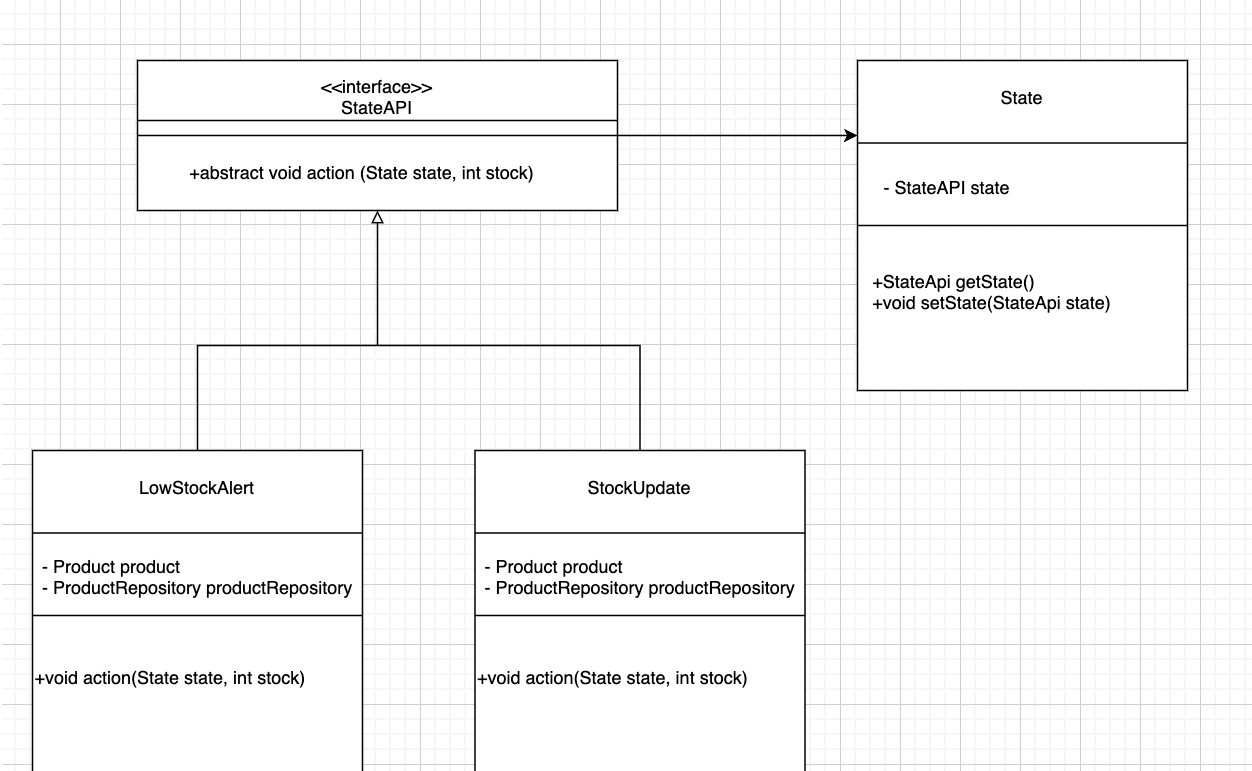 <<interface>>
StateAPI
+abstract void action (State state, int stock)
State
- StateAPI state
+StateApi getState()
+void setState(StateApi state)
LowStockAlert
- Product product
- ProductRepository productRepository
+void action(State state, int stock)
StockUpdate
- Product product
- ProductRepository productRepository
+void action(State state, int stock)